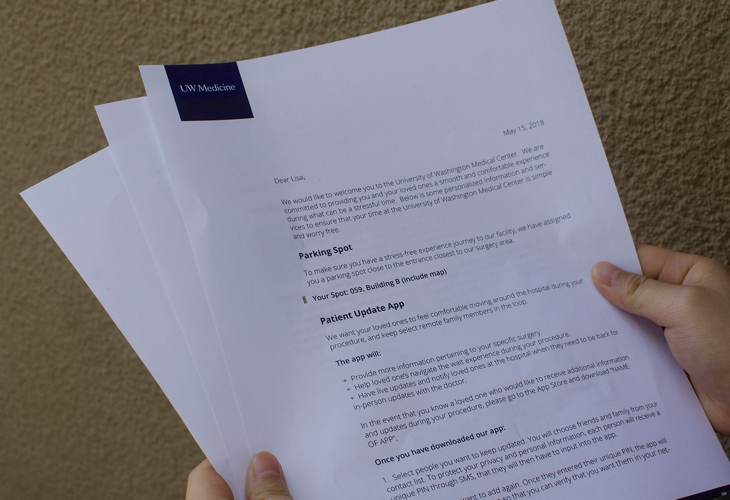 UW Medicine
May 15, 2018
Dear Lisa,
We would like to welcome you to the University of Washington Medical Center. We are
committed to providing you and your loved ones a smooth and comfortable experience
during what can be a stressful time. Below is some personalized information and ser-
vices to ensure that your time at the University of Washington Medical Center is simple
and worry free.
Parking Spot
To make sure you have a stress-free experience journey to our facility, we have assigned
you a parking spot close to the entrance closest to our surgery area.
Your Spot: 059, Building B (include map)
Patient Update App
We want your loved ones to feel comfortable moving around the hospital during your
procedure, and keep select remote family members in the loop.
The app will:
+ Provide more information pertaining to your specific surgery.
+ Help loved one's navigate the wait experience during your procedure.
+ Have live updates and notify loved ones at the hospital when they need to be back for
in-person updates with the doctor.
In the event that you know a loved one who would like to receive additional information
and updates during your procedure, please go to the App Store and download "NAME
OF APP".
Once you have downloaded our app:
1. Select people you want to keep updated. You will choose friends and family from your
contact list. To protect your privacy and personal information, each person will receive a
unique PIN through SMS, that they will then have to input into the app.
want to add again. Once they entered their unique PIN, the app will
so that you can verify that you want them in your net-